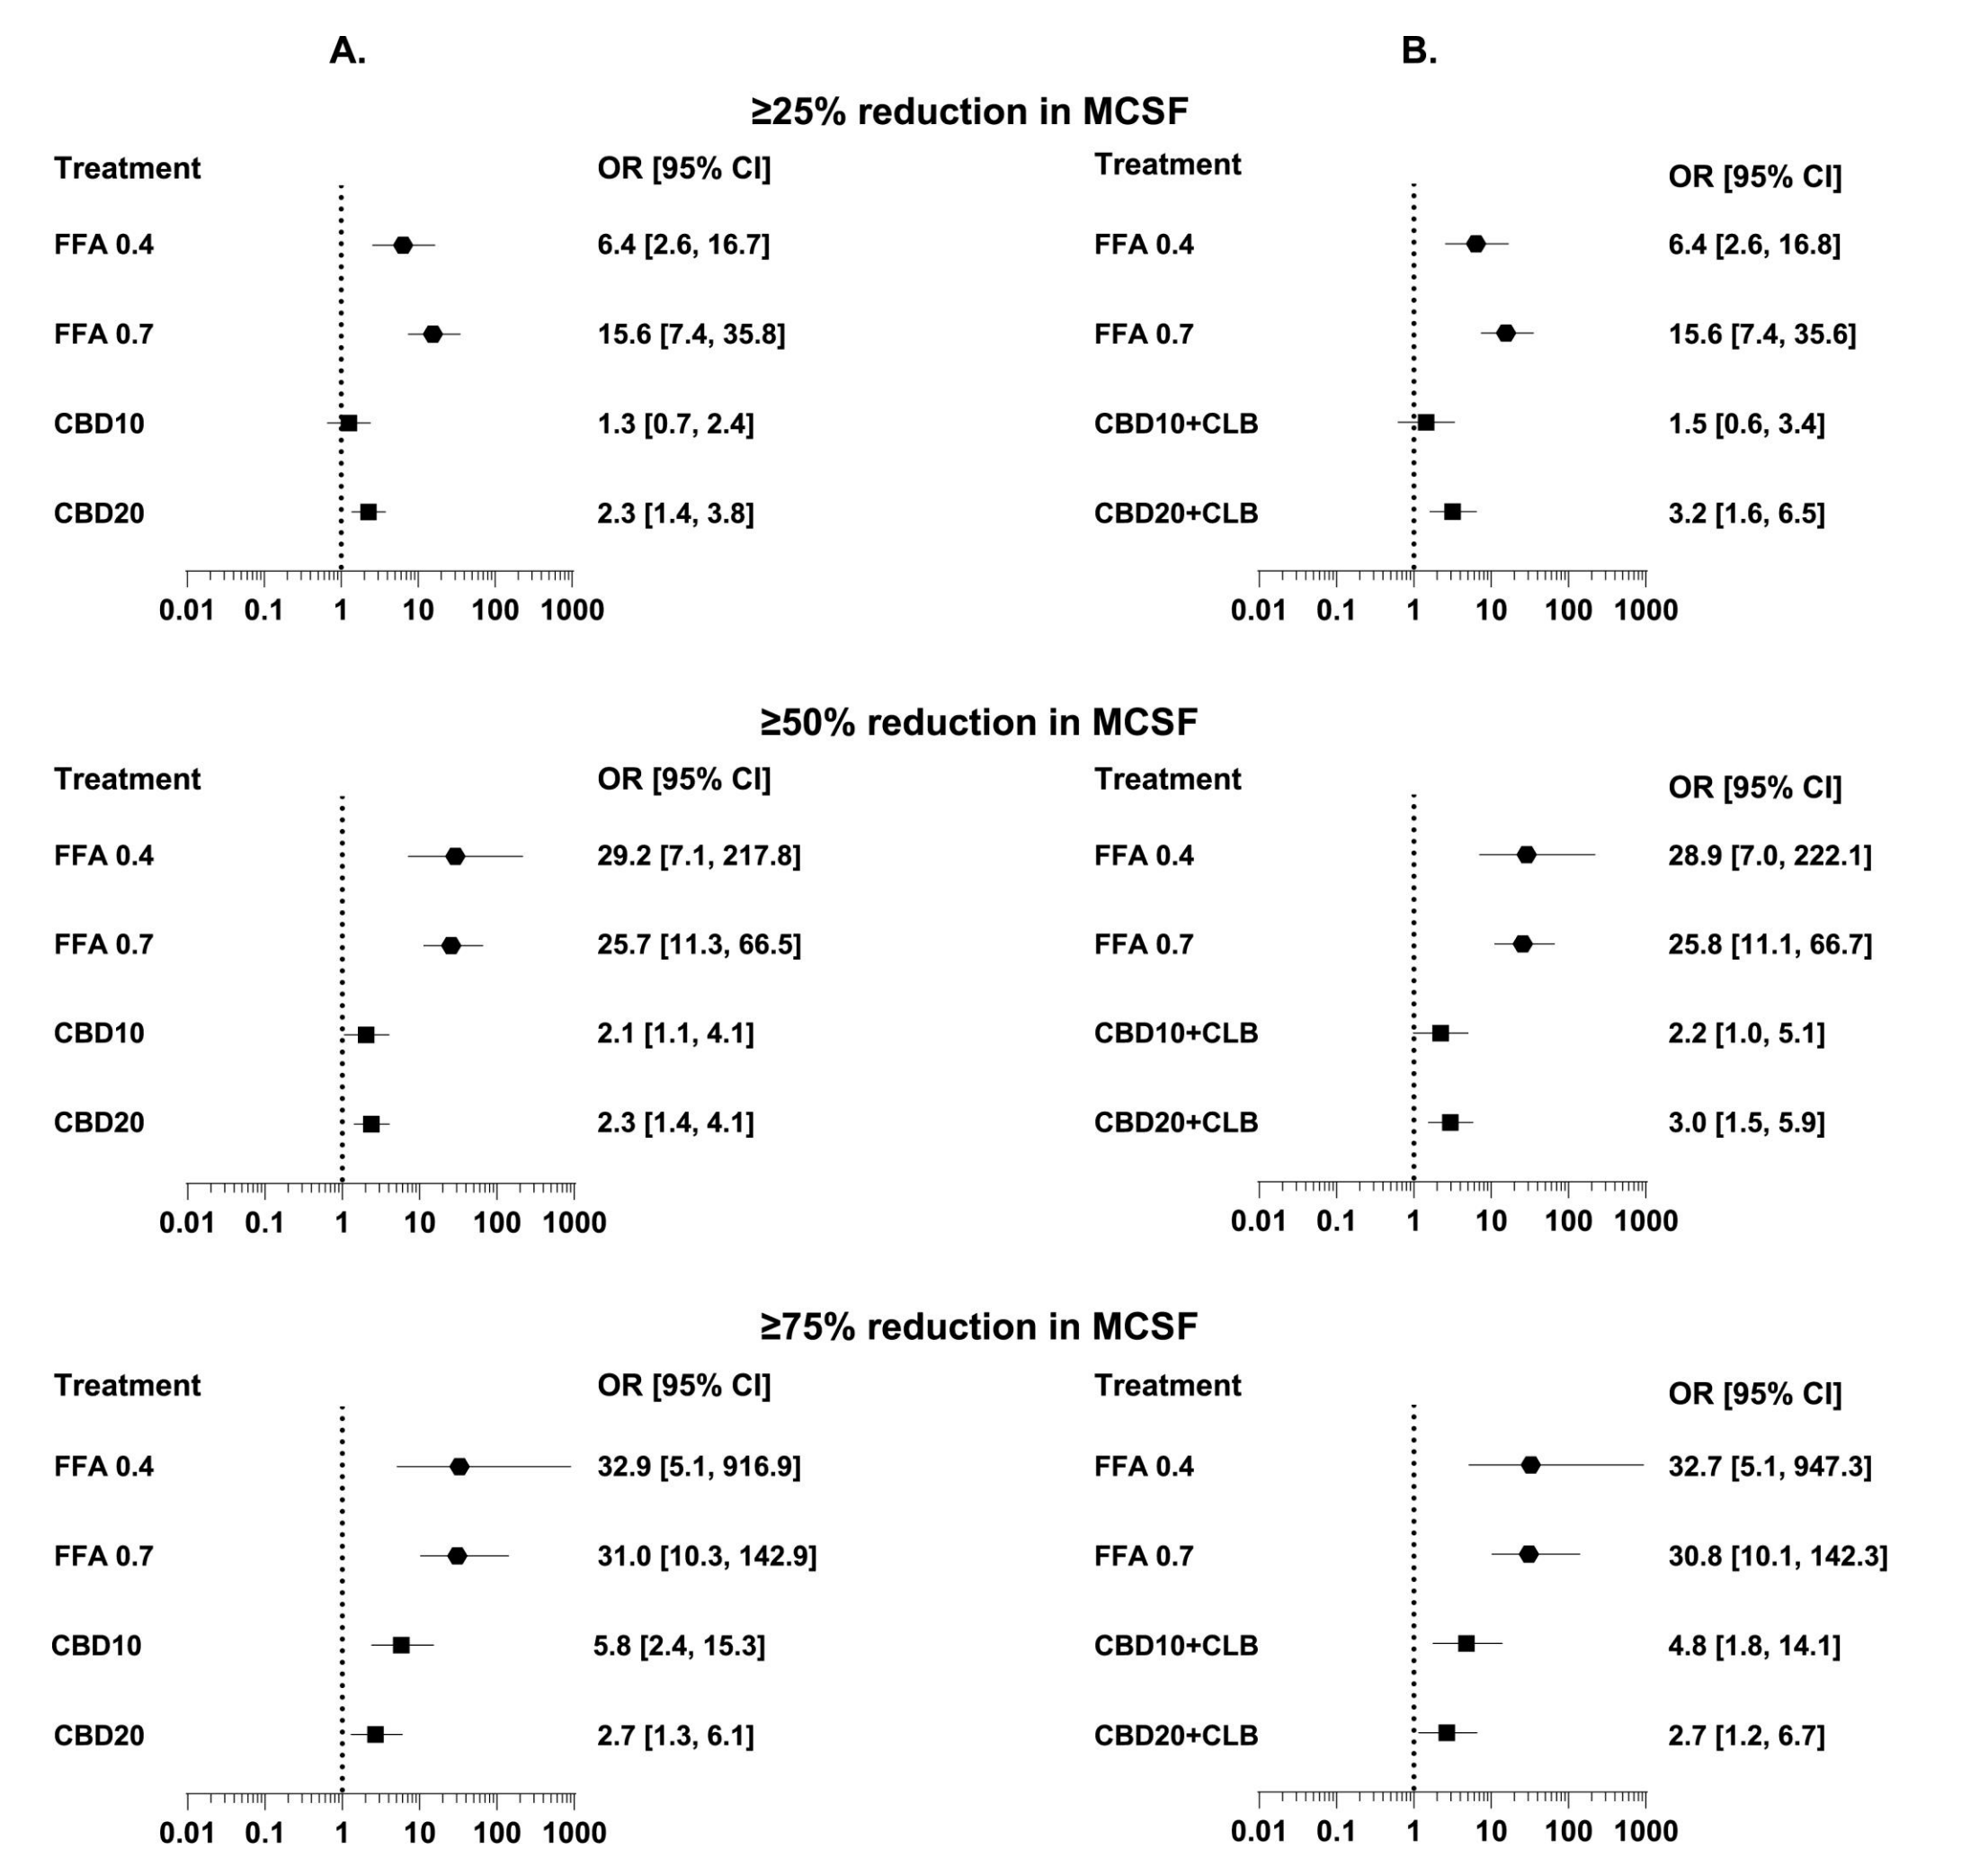 A.
B.
≥25% reduction in MCSF
Treatment OR [95% CI]
FFA 0.4 6.4 [2.6, 16.7]
FFA 0.7 15.6 [7.4, 35.8]
CBD10 1.3 [0.7, 2.4]
CBD20 2.3 [1.4, 3.8]
0.01 0.1 1 10 100 1000
Treatment OR [95% CI]
FFA 0.4 6.4 [2.6, 16.8]
FFA 0.7 15.6 [7.4, 35.6]
CBD10+CLB 1.5 [0.6, 3.4]
CBD20+CLB 3.2 [1.6, 6.5]
0.01 0.1 1 10 100 1000
≥50% reduction in MCSF
Treatment OR [95% CI]
FFA 0.4 29.2 [7.1, 217.8]
FFA 0.7 25.7 [11.3, 66.5]
CBD10 2.1 [1.1, 4.1]
CBD20 2.3 [1.4, 4.1]
0.01 0.1 1 10 100 1000
Treatment OR [95% CI]
FFA 0.4 28.9 [7.0, 222.1]
FFA 0.7 25.8 [11.1, 66.7]
CBD10+CLB 2.2 [1.0, 5.1]
CBD20+CLB 3.0 [1.5, 5.9]
0.01 0.1 1 10 100 1000
≥75% reduction in MCSF
Treatment OR [95% CI]
FFA 0.4 32.9 [5.1, 916.9]
FFA 0.7 31.0 [10.3, 142.9]
CBD10 5.8 [2.4, 15.3]
CBD20 2.7 [1.3, 6.1]
0.01 0.1 1 10 100 1000
Treatment OR [95% CI]
FFA 0.4 32.7 [5.1, 947.3]
FFA 0.7 30.8 [10.1, 142.3]
CBD10+CLB 4.8 [1.8, 14.1]
CBD20+CLB 2.7 [1.2, 6.7]
0.01 0.1 1 10 100 1000